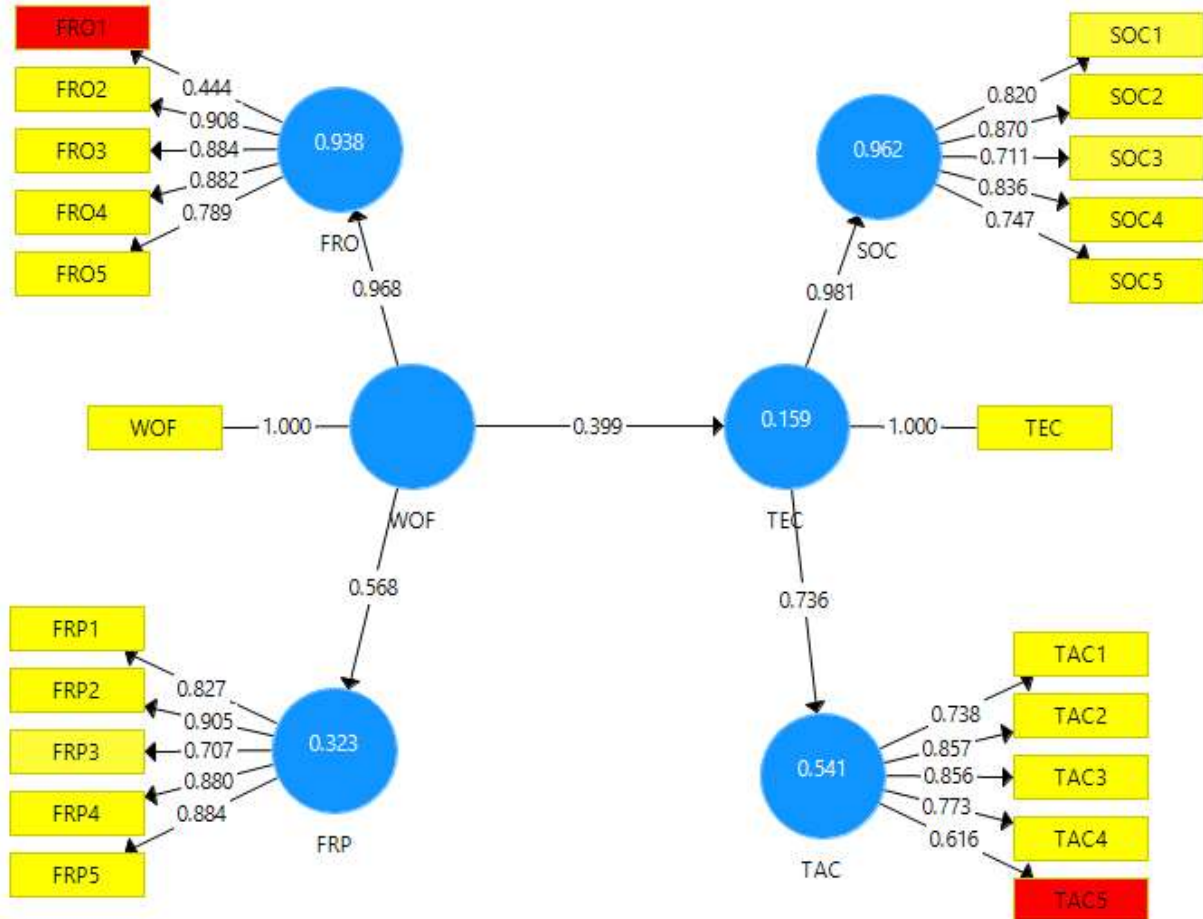 FRO1
FRO2
FRO3
FRO4
FRO5
0.444
0.908
0.884
0.882
0.789
0.938
FRO
0.968
SOC1
SOC2
SOC3
SOC4
SOC5
0.820
0.870
0.711
0.836
0.747
0.962
SOC
0.981
WOF
1.000
WOF
0.399
0.159
TEC
1.000
TEC
0.568
0.736
FRP1
FRP2
FRP3
FRP4
FRP5
0.827
0.905
0.707
0.880
0.884
0.323
FRP
TAC1
TAC2
TAC3
TAC4
TAC5
0.738
0.857
0.856
0.773
0.616
0.541
TAC